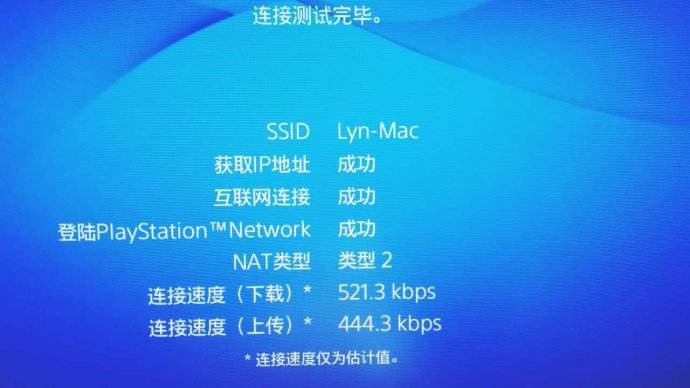 连接测试完毕。
SSID Lyn-Mac
获取IP地址 成功
互联网连接 成功
登陆PlayStation™Network 成功
NAT类型 类型 2
连接速度（下载）* 521.3 kbps
连接速度（上传）* 444.3 kbps
* 连接速度仅为估计值。